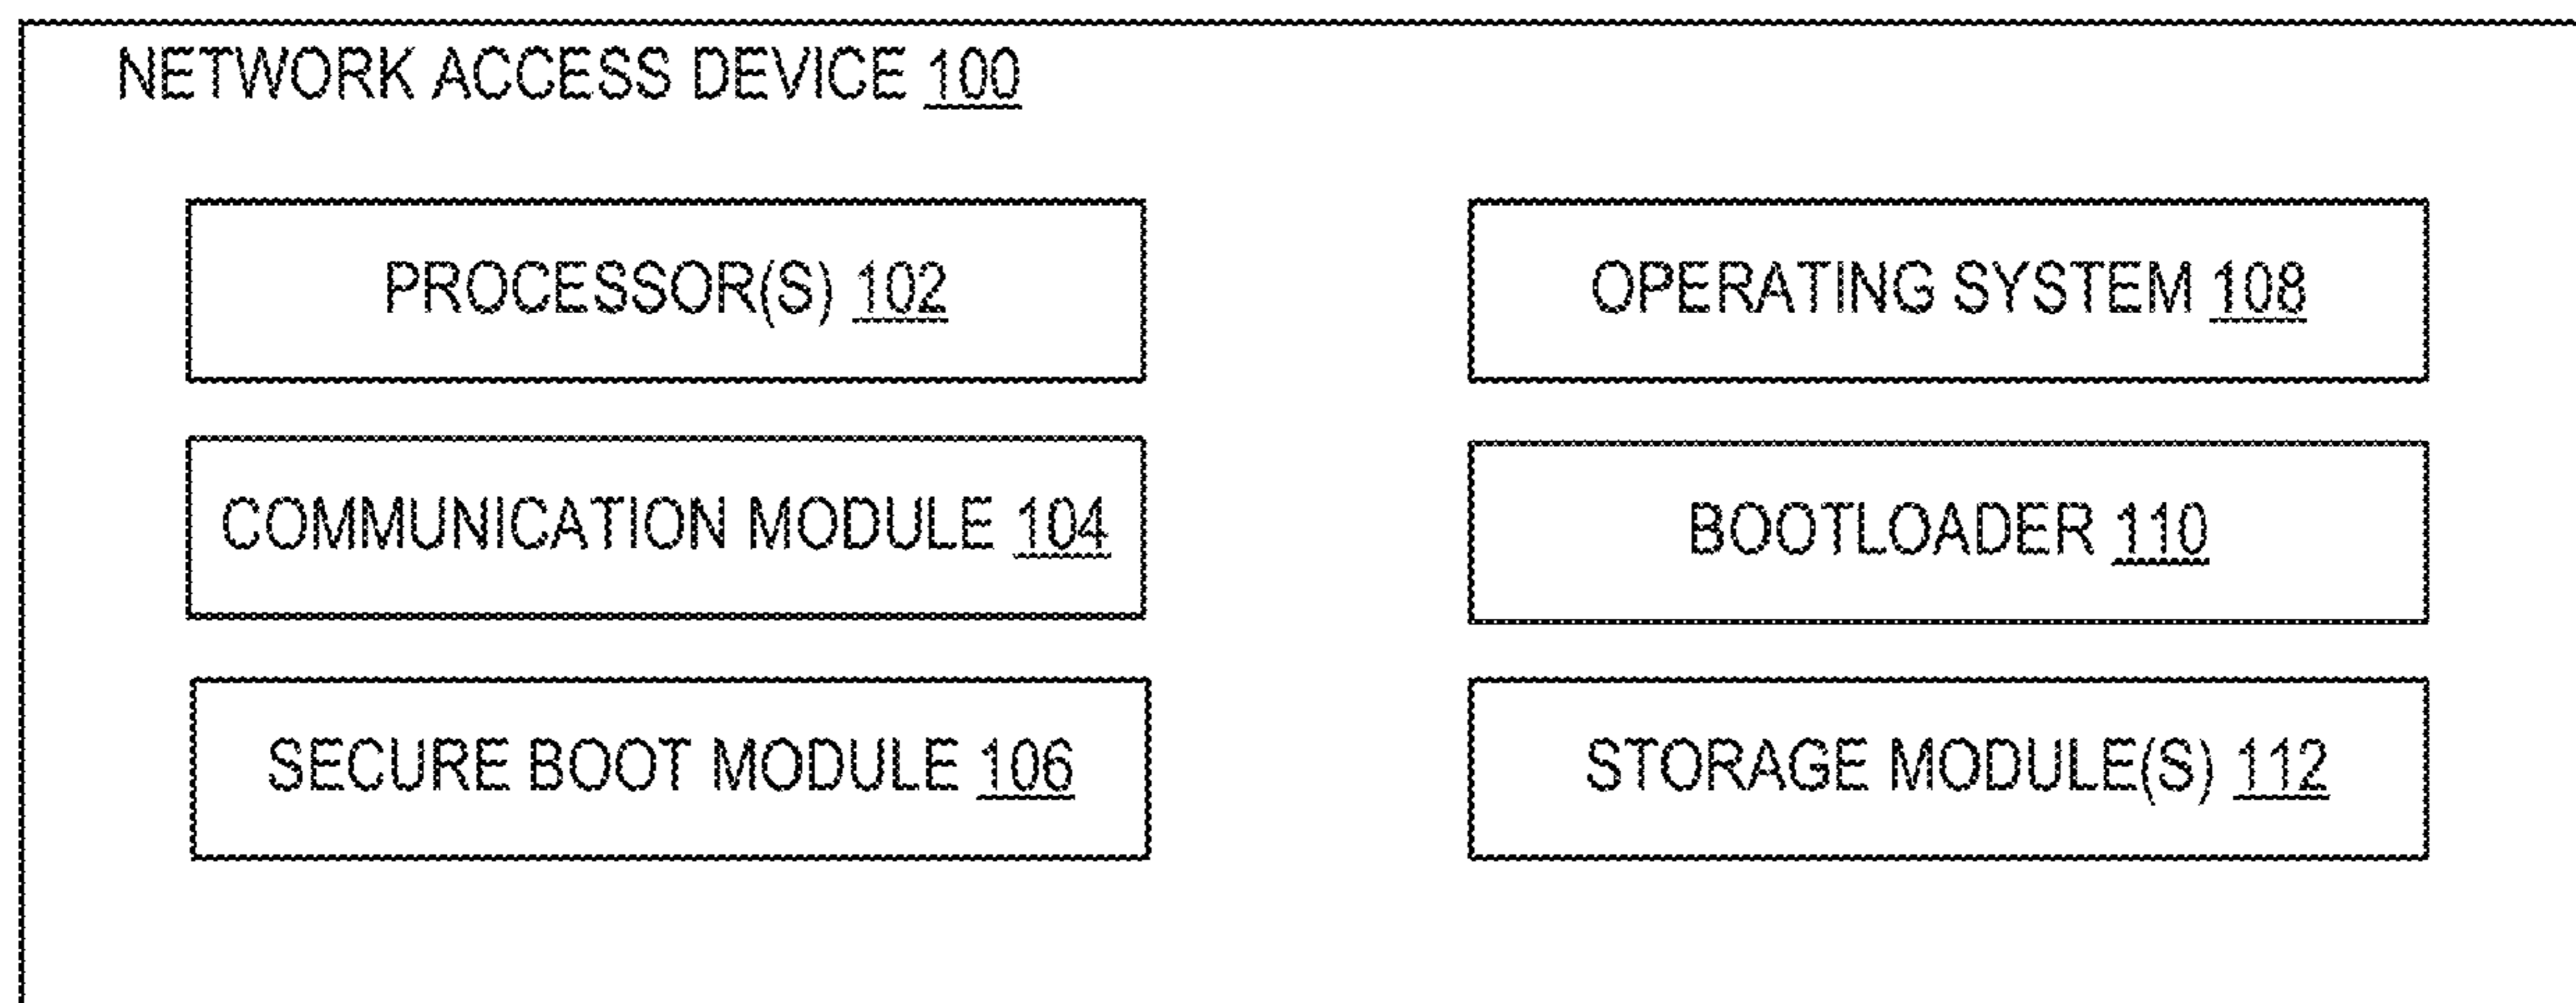 NETWORK ACCESS DEVICE 100
PROCESSOR(S) 102
OPERATING SYSTEM 108
COMMUNICATION MODULE 104
BOOTLOADER 110
SECURE BOOT MODULE 106
STORAGE MODULE(S) 112